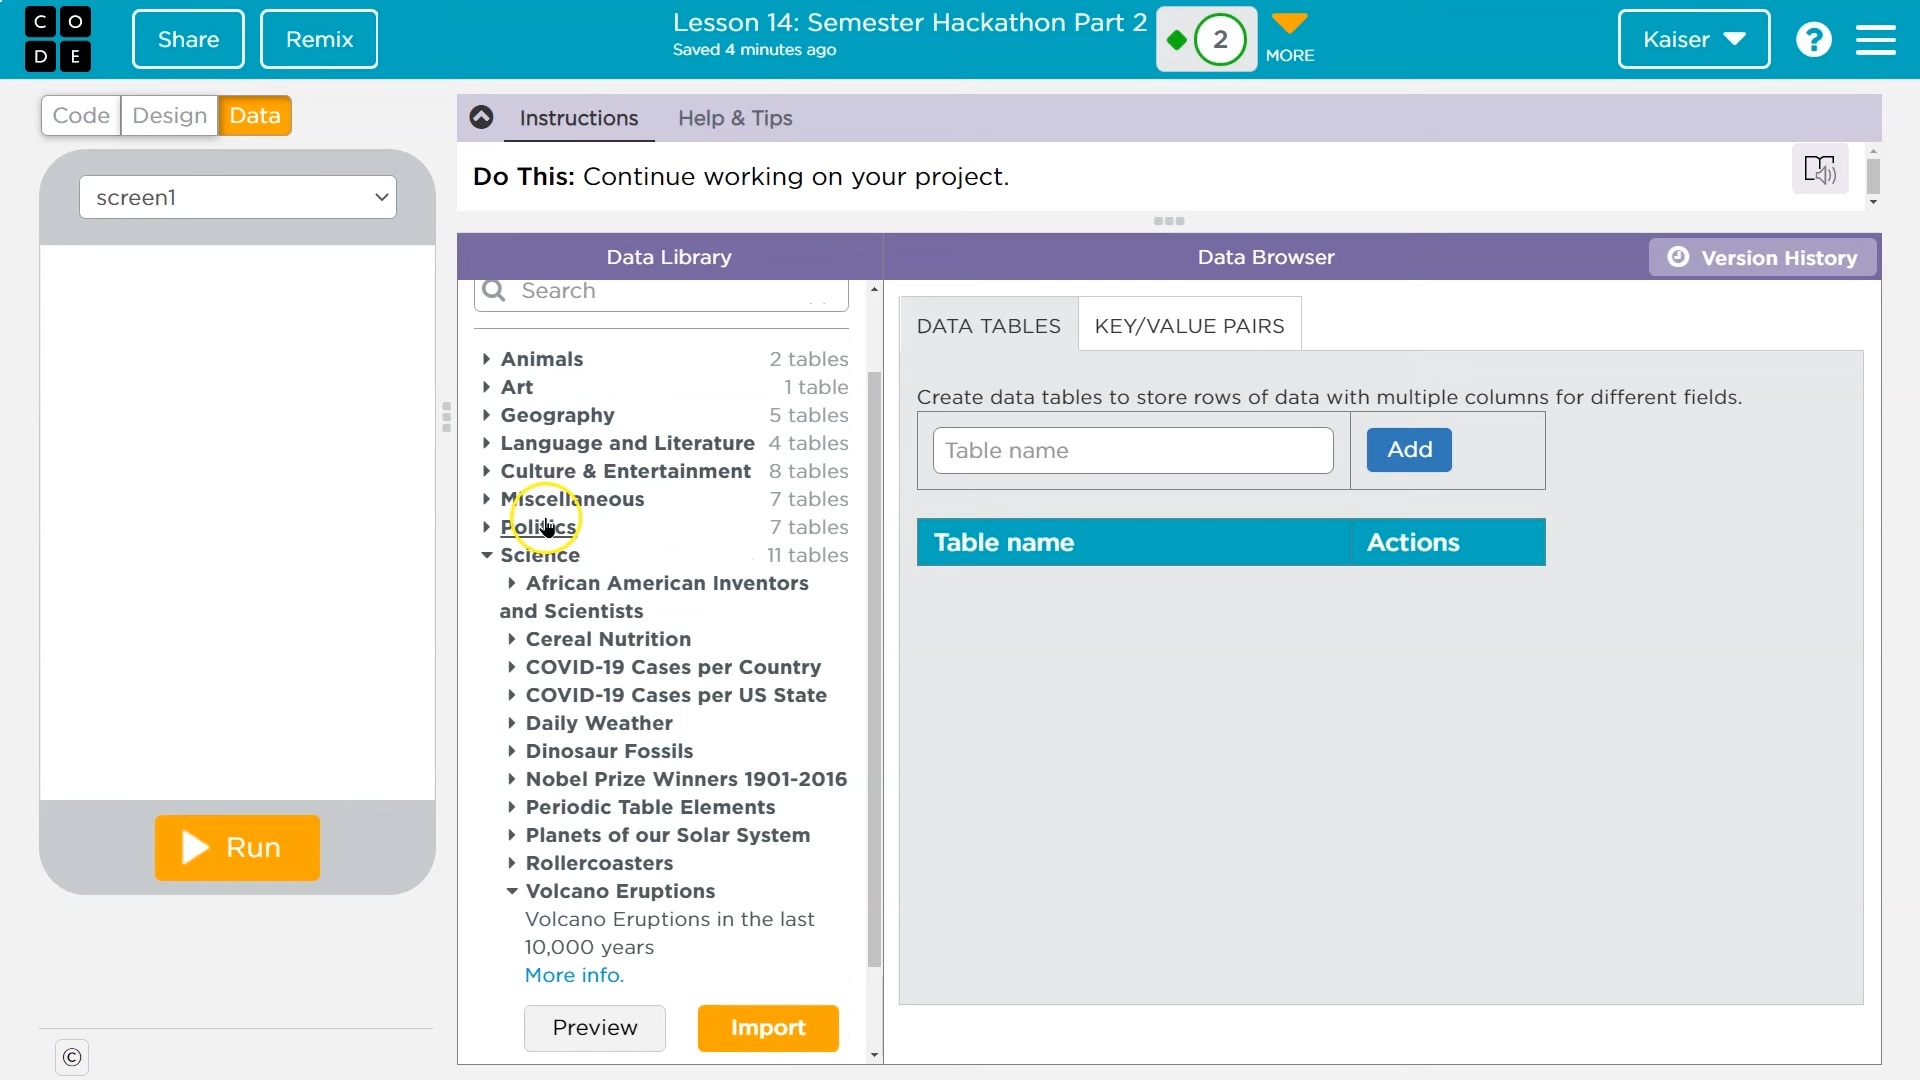 C O
D E
Share
Remix
Lesson 14: Semester Hackathon Part 2
Saved 4 minutes ago
2
MORE
Kaiser
?
Code
Design
Data
Instructions
Help & Tips
Do This: Continue working on your project.
screen1
Data Library
Data Browser
Version History
Search
Animals 2 tables
Art 1 table
Geography 5 tables
Language and Literature 4 tables
Culture & Entertainment 8 tables
Miscellaneous 7 tables
Politics 7 tables
Science 11 tables
African American Inventors
and Scientists
Cereal Nutrition
COVID-19 Cases per Country
COVID-19 Cases per US State
Daily Weather
Dinosaur Fossils
Nobel Prize Winners 1901-2016
Periodic Table Elements
Planets of our Solar System
Rollercoasters
Volcano Eruptions
Volcano Eruptions in the last
10,000 years
More info.
Preview
Import
DATA TABLES
KEY/VALUE PAIRS
Create data tables to store rows of data with multiple columns for different fields.
Table name
Add
Table name
Actions
Run
©